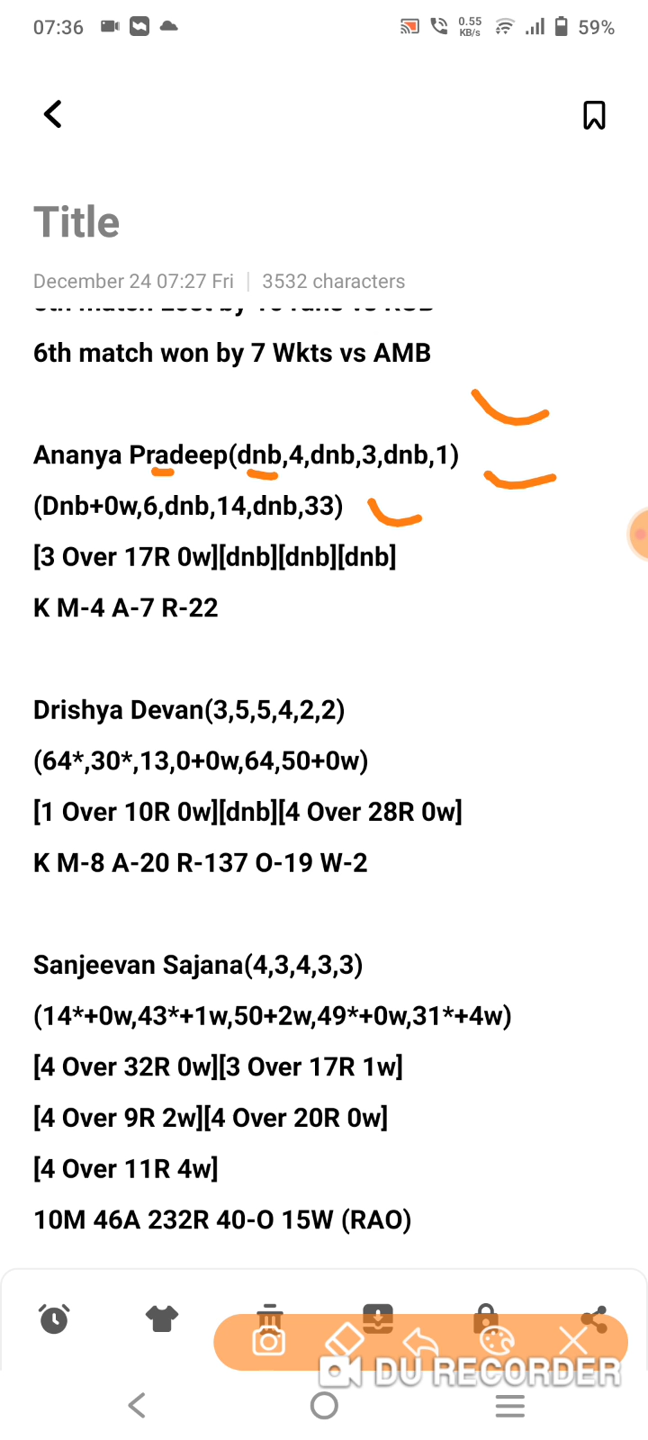 07:36
0.55 KB/s
59%
Title
December 24 07:27 Fri | 3532 characters
6th match won by 7 Wkts vs AMB
Ananya Pradeep(dnb,4,dnb,3,dnb,1)
(Dnb+0w,6,dnb,14,dnb,33)
[3 Over 17R 0w][dnb][dnb][dnb]
K M-4 A-7 R-22
Drishya Devan(3,5,5,4,2,2)
(64*,30*,13,0+0w,64,50+0w)
[1 Over 10R 0w][dnb][4 Over 28R 0w]
K M-8 A-20 R-137 O-19 W-2
Sanjeevan Sajana(4,3,4,3,3)
(14*+0w,43*+1w,50+2w,49*+0w,31*+4w)
[4 Over 32R 0w][3 Over 17R 1w]
[4 Over 9R 2w][4 Over 20R 0w]
[4 Over 11R 4w]
10M 46A 232R 40-O 15W (RAO)
DU RECORDER